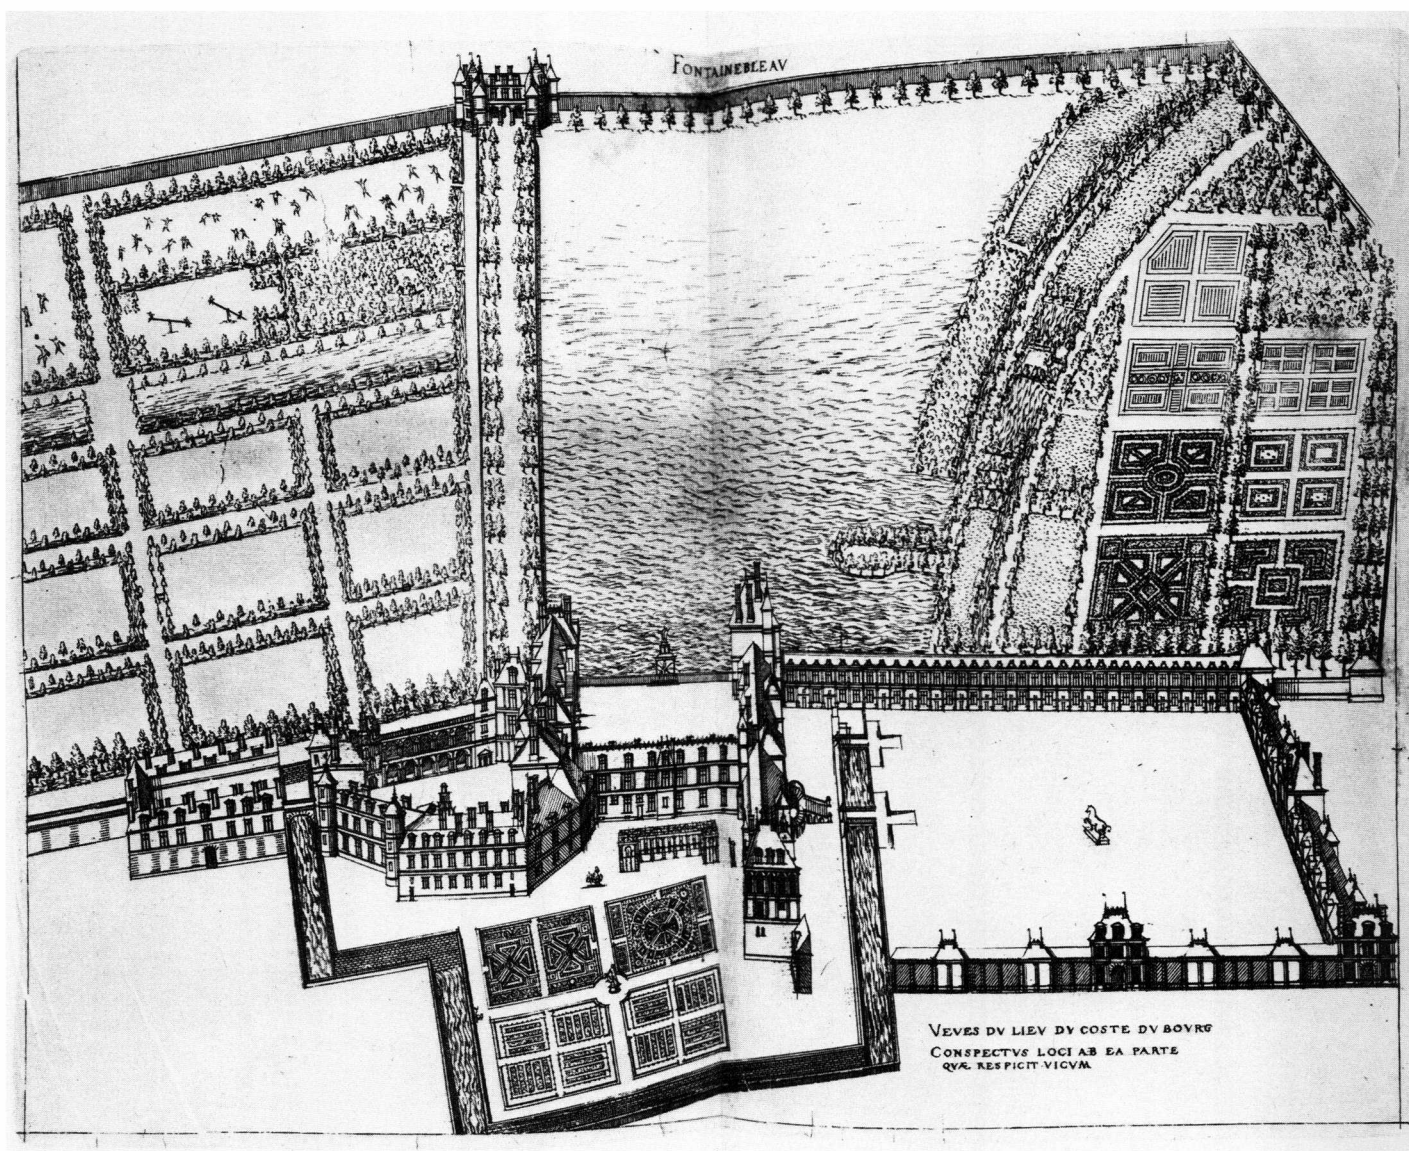 FONTAINEBLEAV
VEVES DV LIEV DV COSTE DV BOVRG
CONSPECTVS LOCI AB EA PARTE
QVÆ RESPICIT VICVM